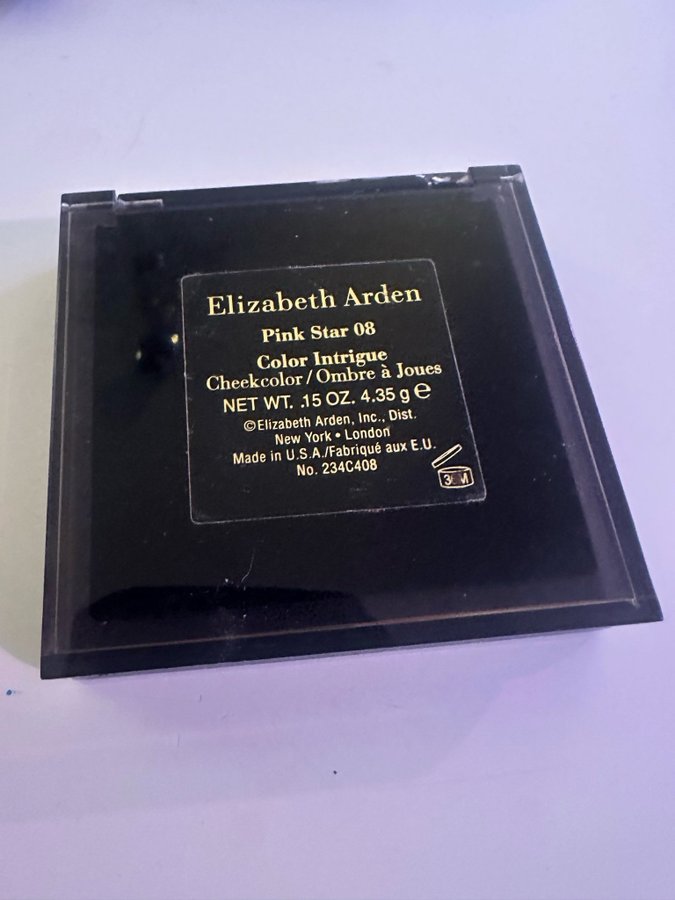 Elizabeth Arden
Pink Star 08
Color Intrigue
Cheekcolor / Ombre à Joues
NET WT. .15 OZ. 4.35 g e
©Elizabeth Arden, Inc., Dist.
New York • London
Made in U.S.A./Fabriqué aux E.U.
No. 234C408